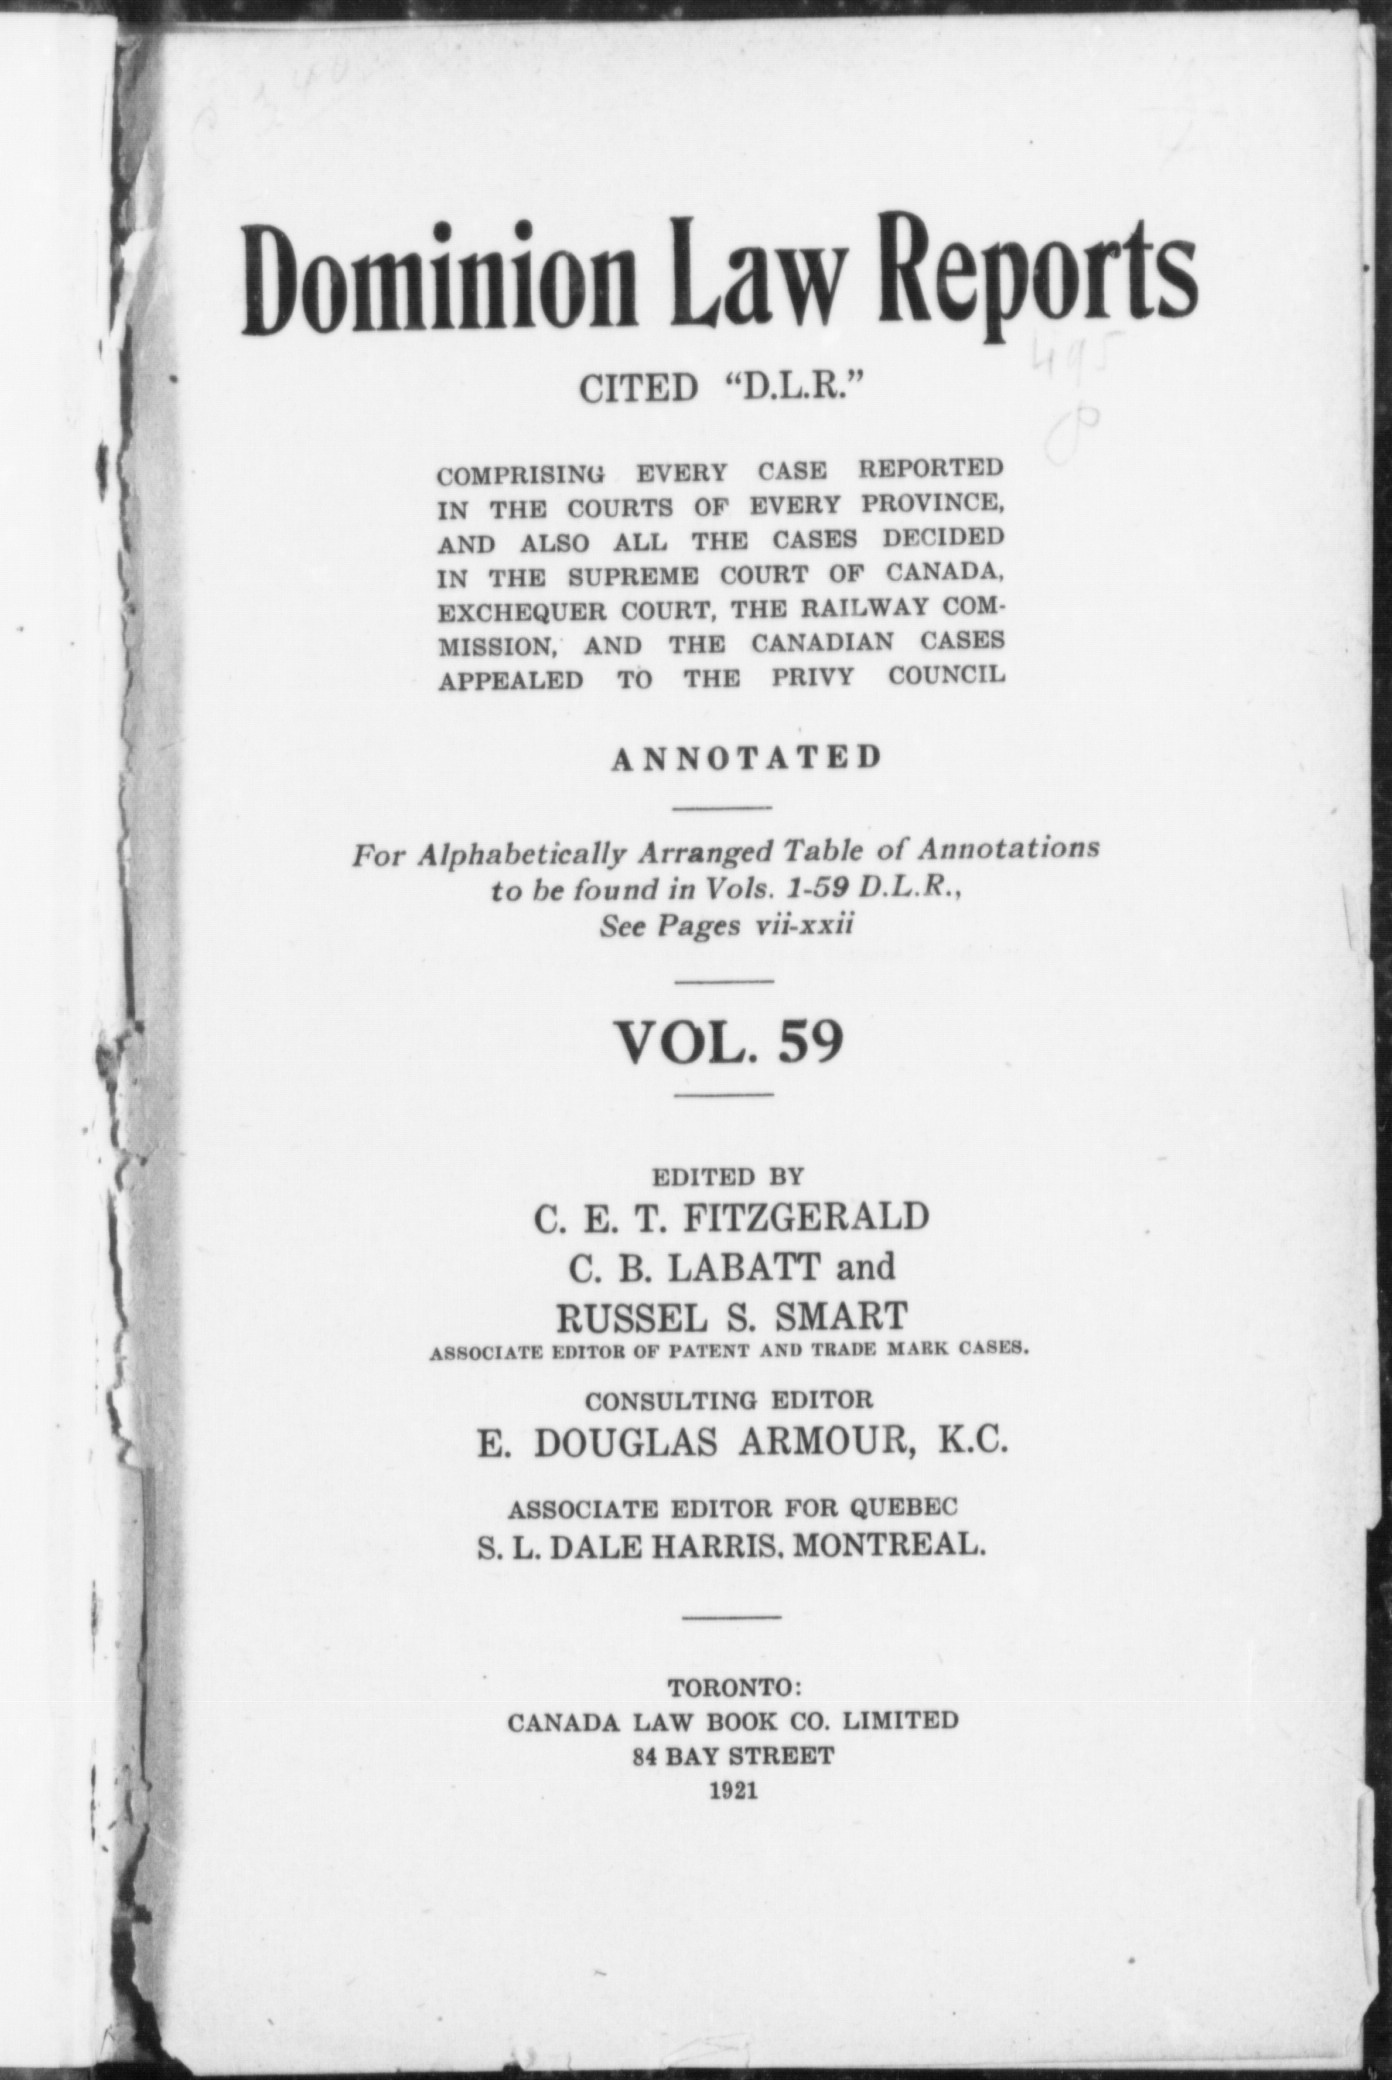 Dominion Law Reports
CITED "D.L.R."
495
COMPRISING EVERY CASE REPORTED
IN THE COURTS OF EVERY PROVINCE,
AND ALSO ALL THE CASES DECIDED
IN THE SUPREME COURT OF CANADA,
EXCHEQUER COURT, THE RAILWAY COM-
MISSION, AND THE CANADIAN CASES
APPEALED TO THE PRIVY COUNCIL
ANNOTATED
For Alphabetically Arranged Table of Annotations
to be found in Vols. 1-59 D.L.R.,
See Pages vii-xxii
VOL. 59
EDITED BY
C. E. T. FITZGERALD
C. B. LABATT and
RUSSEL S. SMART
ASSOCIATE EDITOR OF PATENT AND TRADE MARK CASES.
CONSULTING EDITOR
E. DOUGLAS ARMOUR, K.C.
ASSOCIATE EDITOR FOR QUEBEC
S. L. DALE HARRIS. MONTREAL.
TORONTO:
CANADA LAW BOOK CO. LIMITED
84 BAY STREET
1921